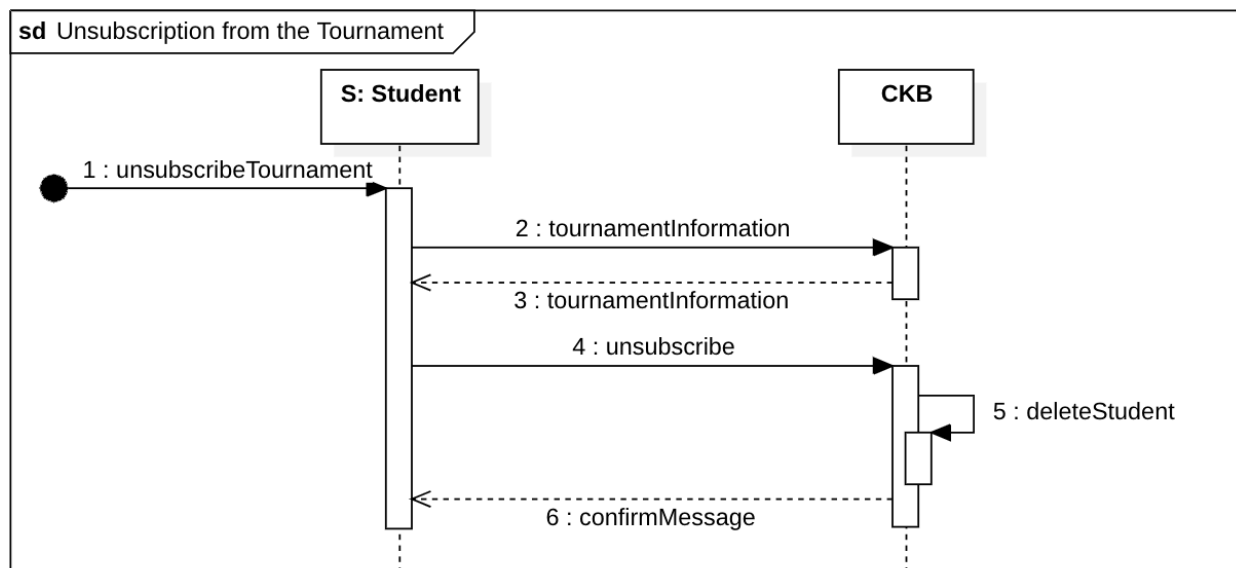 sd Unsubscription from the Tournament
S: Student
CKB
1 : unsubscribeTournament
2 : tournamentInformation
3 : tournamentInformation
4 : unsubscribe
5 : deleteStudent
6 : confirmMessage